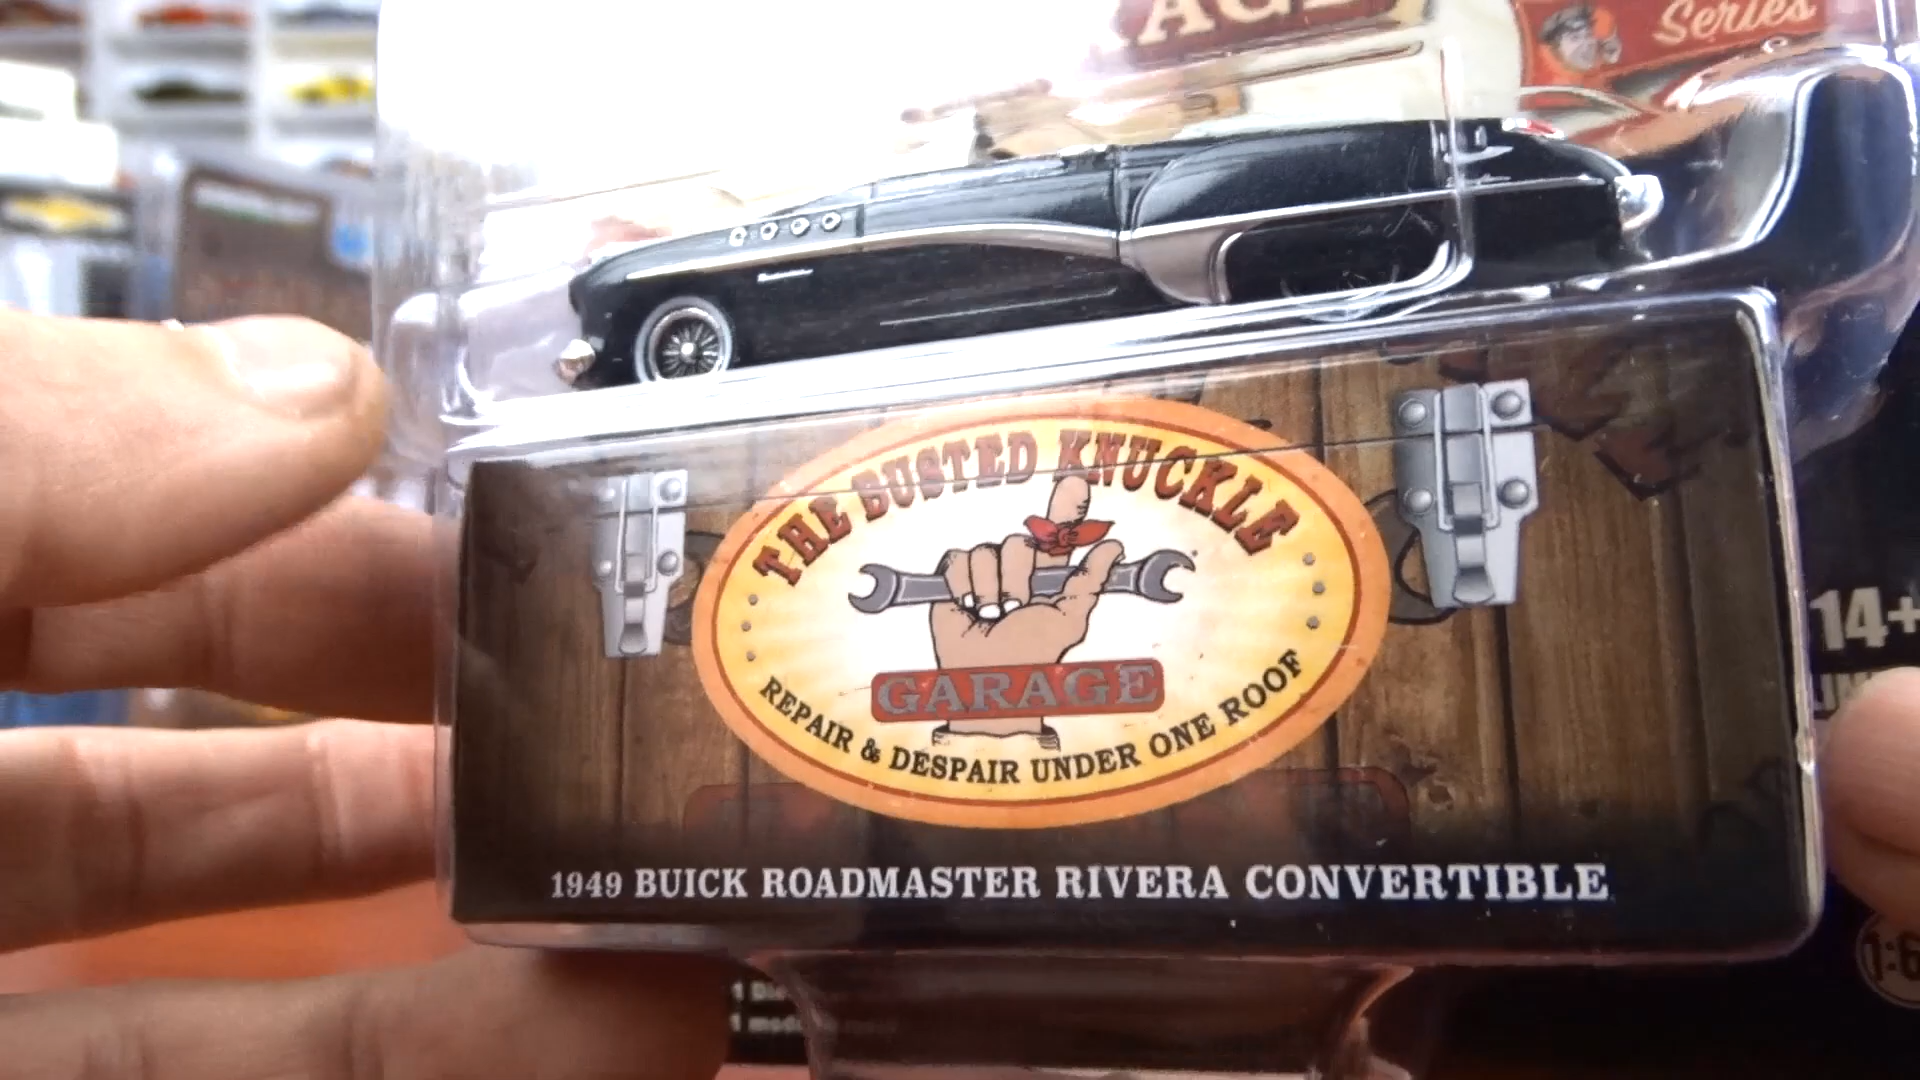 Series
THE BUSTED KNUCKLE
GARAGE
REPAIR & DESPAIR UNDER ONE ROOF
14+
1949 BUICK ROADMASTER RIVERA CONVERTIBLE